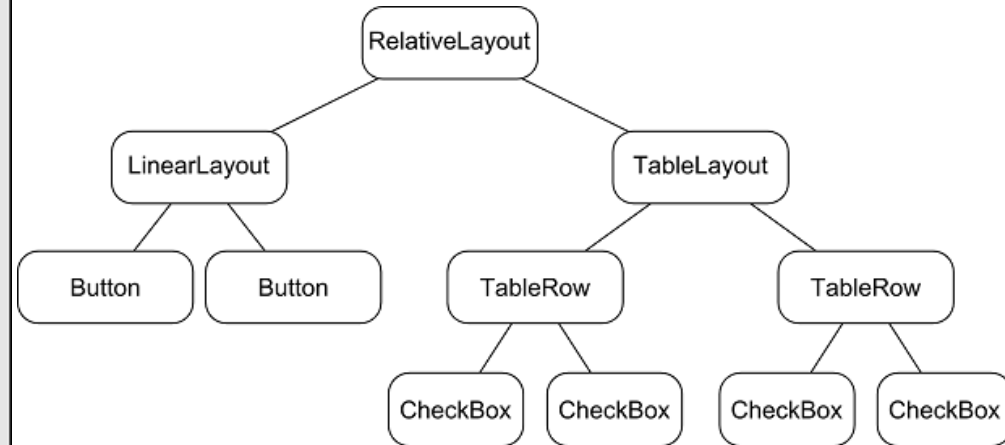 RelativeLayout
LinearLayout
TableLayout
Button
Button
TableRow
TableRow
CheckBox
CheckBox
CheckBox
CheckBox